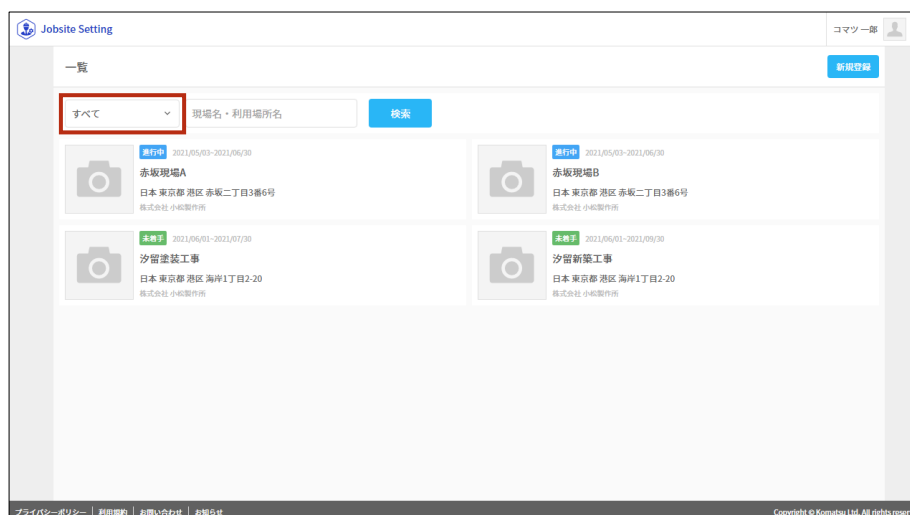 Jobsite Setting
コマツ 一郎
一覧
新規登録
すべて
現場名・利用場所名
検索
進行中 2021/05/03~2021/06/30
赤坂現場A
日本 東京都 港区 赤坂二丁目3番6号
株式会社 小松製作所
進行中 2021/05/03~2021/06/30
赤坂現場B
日本 東京都 港区 赤坂二丁目3番6号
株式会社 小松製作所
未着手 2021/06/01~2021/07/30
汐留塗装工事
日本 東京都 港区 海岸1丁目2-20
株式会社 小松製作所
未着手 2021/06/01~2021/09/30
汐留新築工事
日本 東京都 港区 海岸1丁目2-20
株式会社 小松製作所
プライバシーポリシー | 利用規約 | お問い合わせ | お知らせ
Copyright © Komatsu Ltd. All rights reser